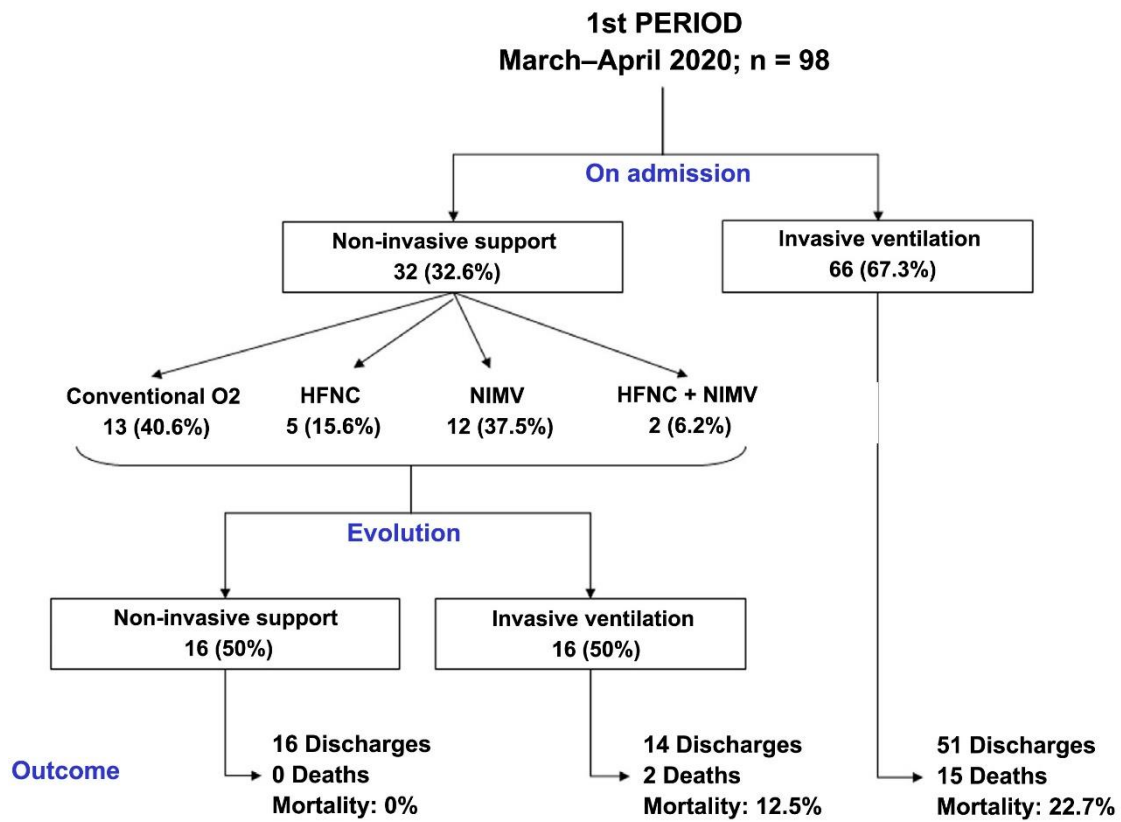 1st PERIOD
March–April 2020; n = 98
On admission
Non-invasive support
32 (32.6%)
Invasive ventilation
66 (67.3%)
Conventional O2
13 (40.6%)
HFNC
5 (15.6%)
NIMV
12 (37.5%)
HFNC + NIMV
2 (6.2%)
Evolution
Non-invasive support
16 (50%)
Invasive ventilation
16 (50%)
Outcome
16 Discharges
0 Deaths
Mortality: 0%
14 Discharges
2 Deaths
Mortality: 12.5%
51 Discharges
15 Deaths
Mortality: 22.7%